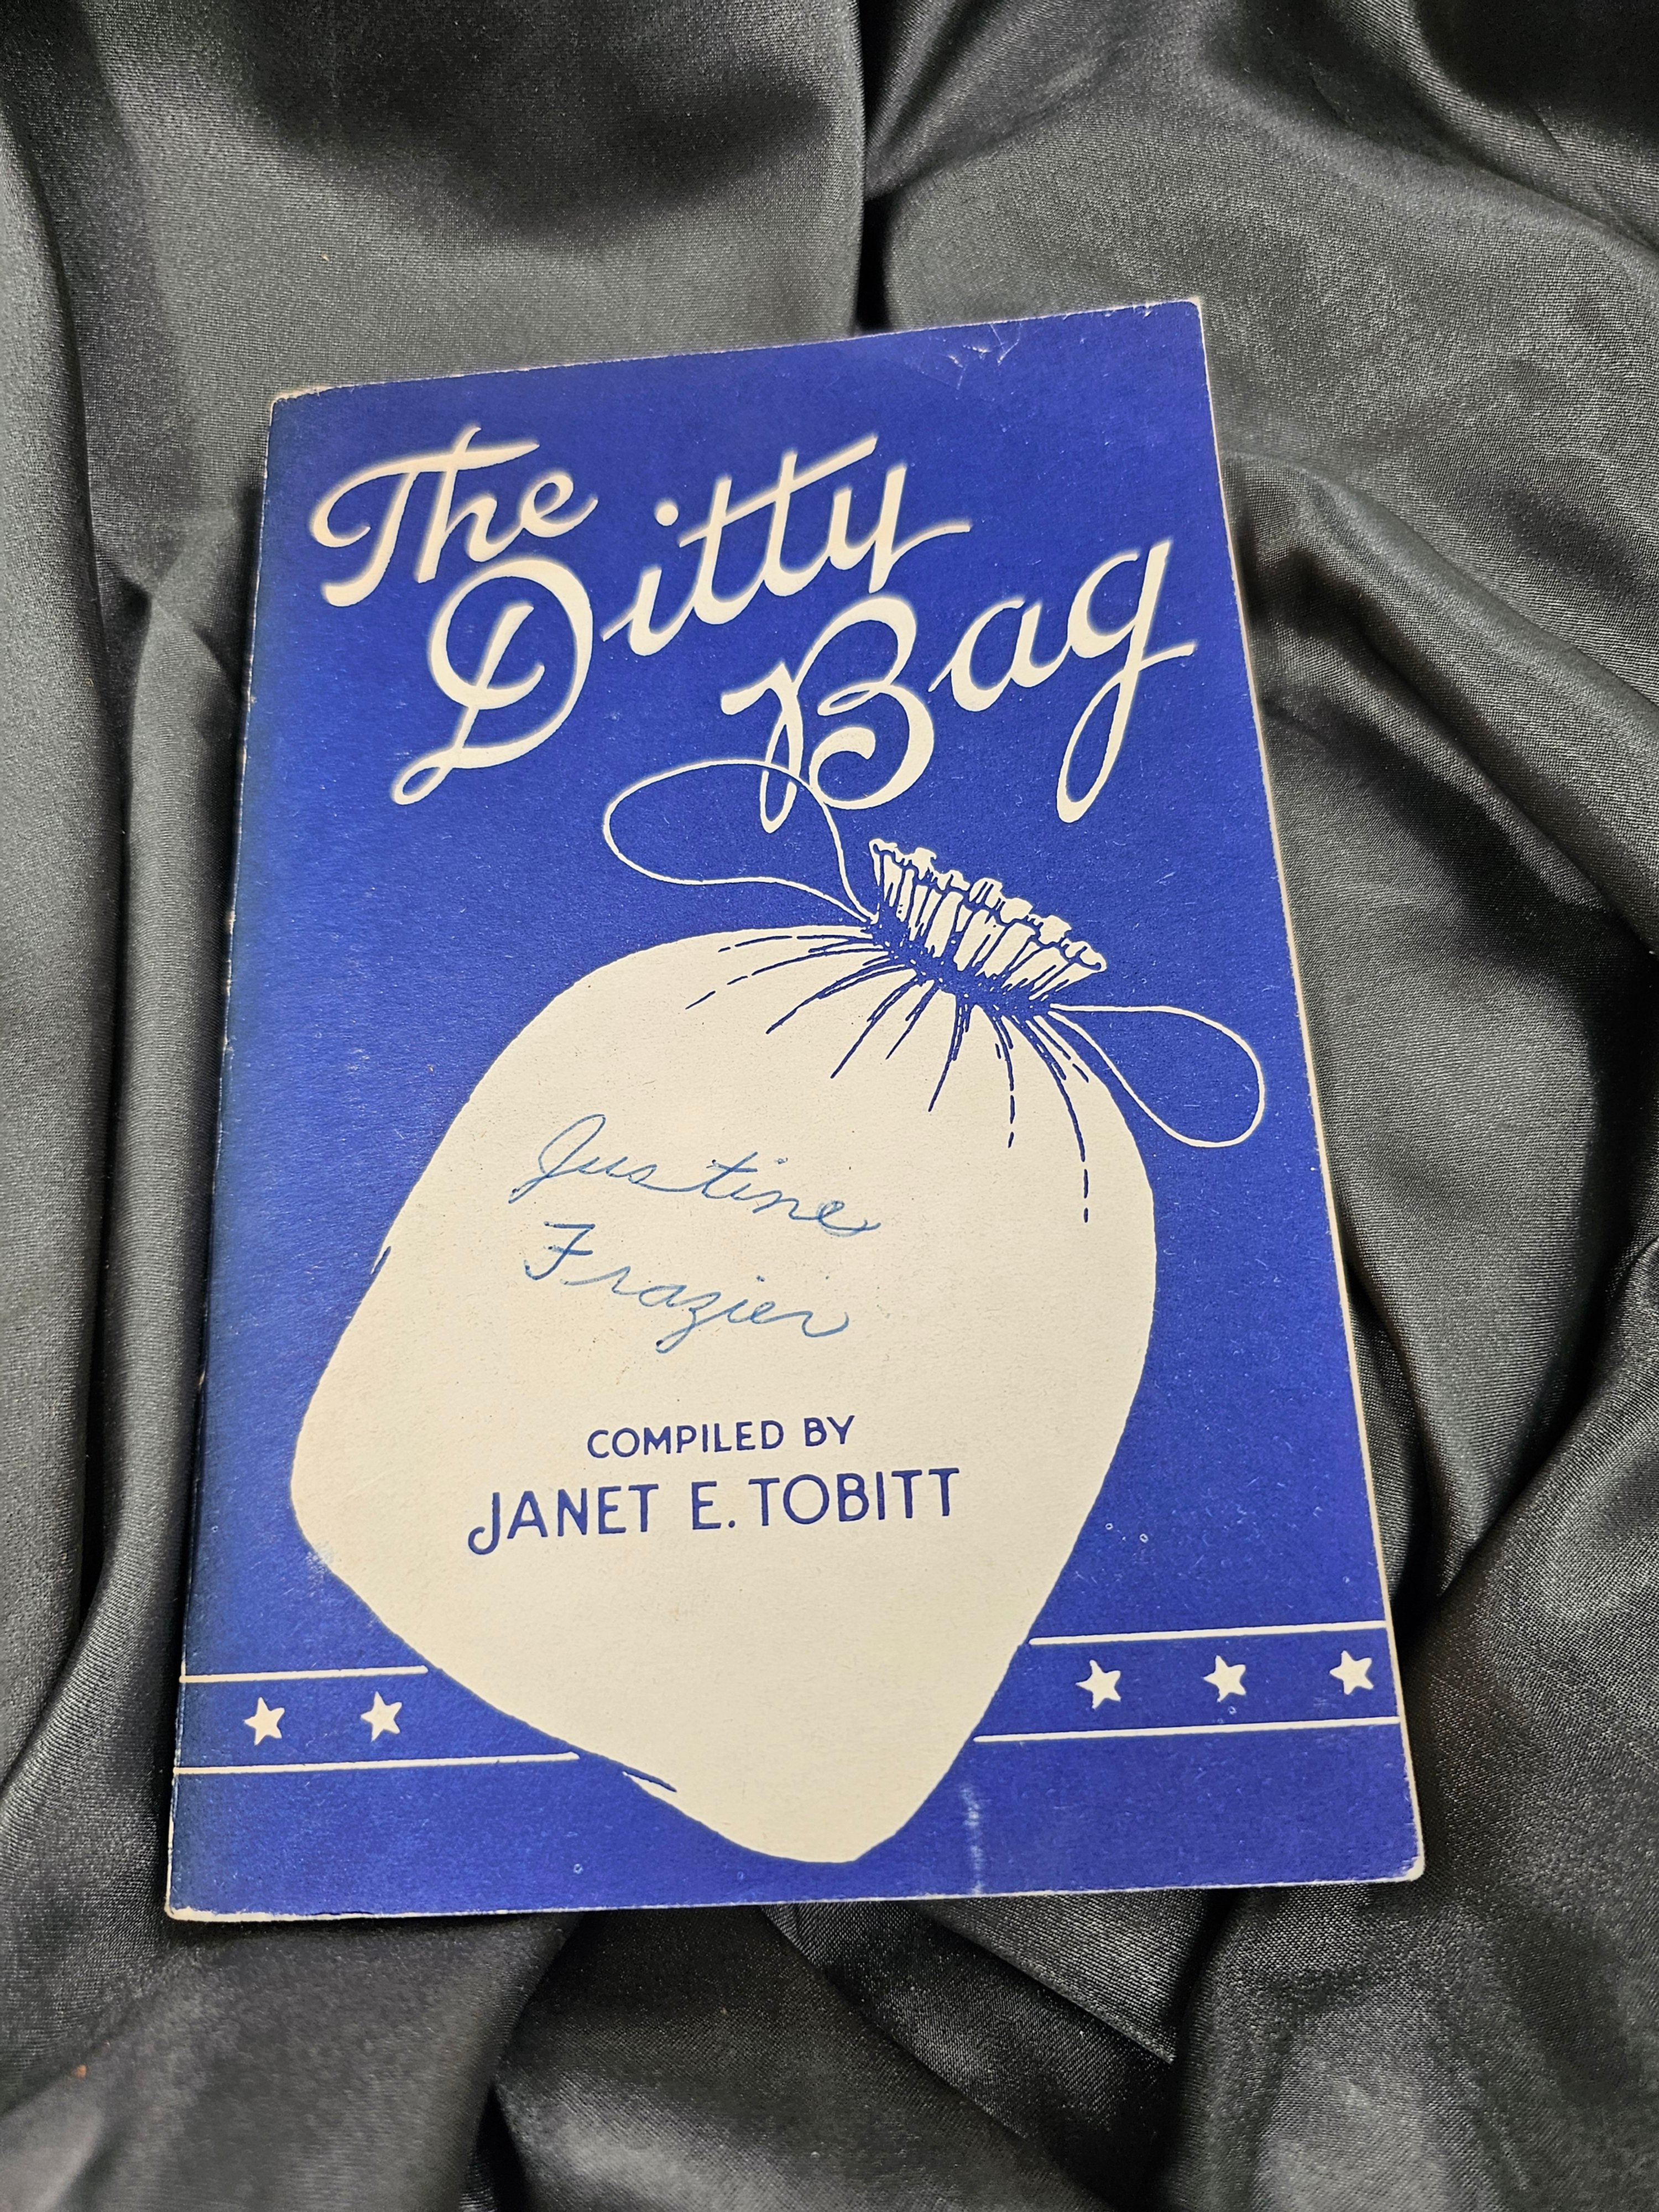 The
Ditty
Bag
Justine
Frazier
COMPILED BY
JANET E. TOBITT